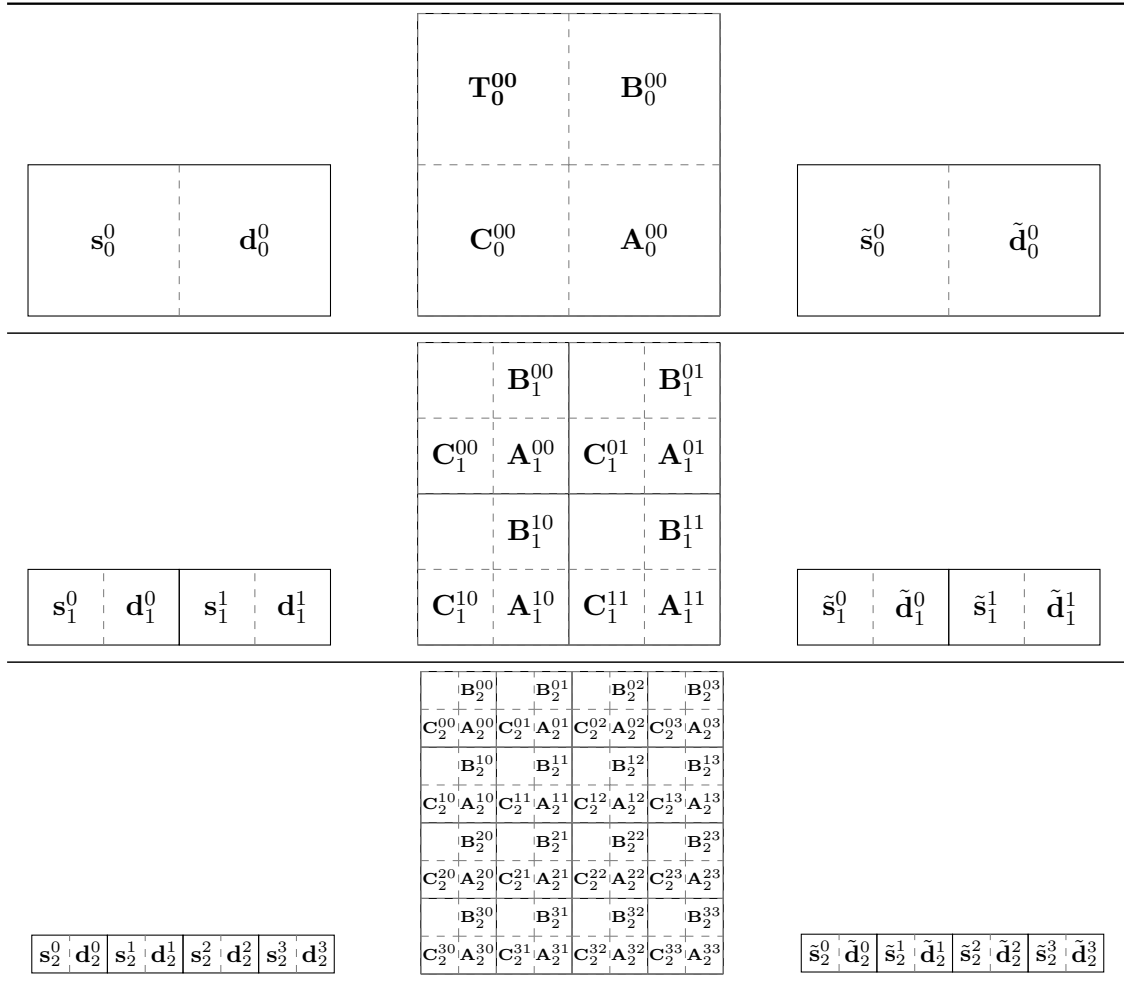 𝐓₀⁰⁰ 𝐁₀⁰⁰
𝐬₀⁰ 𝐝₀⁰ 𝐂₀⁰⁰ 𝐀₀⁰⁰ 𝐬̃₀⁰ 𝐝̃₀⁰
𝐁₁⁰⁰ 𝐁₁⁰¹
𝐂₁⁰⁰ 𝐀₁⁰⁰ 𝐂₁⁰¹ 𝐀₁⁰¹
𝐁₁¹⁰ 𝐁₁¹¹
𝐬₁⁰ 𝐝₁⁰ 𝐬₁¹ 𝐝₁¹ 𝐂₁¹⁰ 𝐀₁¹⁰ 𝐂₁¹¹ 𝐀₁¹¹ 𝐬̃₁⁰ 𝐝̃₁⁰ 𝐬̃₁¹ 𝐝̃₁¹
𝐁₂⁰⁰ 𝐁₂⁰¹ 𝐁₂⁰² 𝐁₂⁰³
𝐂₂⁰⁰ 𝐀₂⁰⁰ 𝐂₂⁰¹ 𝐀₂⁰¹ 𝐂₂⁰² 𝐀₂⁰² 𝐂₂⁰³ 𝐀₂⁰³
𝐁₂¹⁰ 𝐁₂¹¹ 𝐁₂¹² 𝐁₂¹³
𝐂₂¹⁰ 𝐀₂¹⁰ 𝐂₂¹¹ 𝐀₂¹¹ 𝐂₂¹² 𝐀₂¹² 𝐂₂¹³ 𝐀₂¹³
𝐁₂²⁰ 𝐁₂²¹ 𝐁₂²² 𝐁₂²³
𝐂₂²⁰ 𝐀₂²⁰ 𝐂₂²¹ 𝐀₂²¹ 𝐂₂²² 𝐀₂²² 𝐂₂²³ 𝐀₂²³
𝐁₂³⁰ 𝐁₂³¹ 𝐁₂³² 𝐁₂³³
𝐬₂⁰ 𝐝₂⁰ 𝐬₂¹ 𝐝₂¹ 𝐬₂² 𝐝₂² 𝐬₂³ 𝐝₂³ 𝐂₂³⁰ 𝐀₂³⁰ 𝐂₂³¹ 𝐀₂³¹ 𝐂₂³² 𝐀₂³² 𝐂₂³³ 𝐀₂³³ 𝐬̃₂⁰ 𝐝̃₂⁰ 𝐬̃₂¹ 𝐝̃₂¹ 𝐬̃₂² 𝐝̃₂² 𝐬̃₂³ 𝐝̃₂³